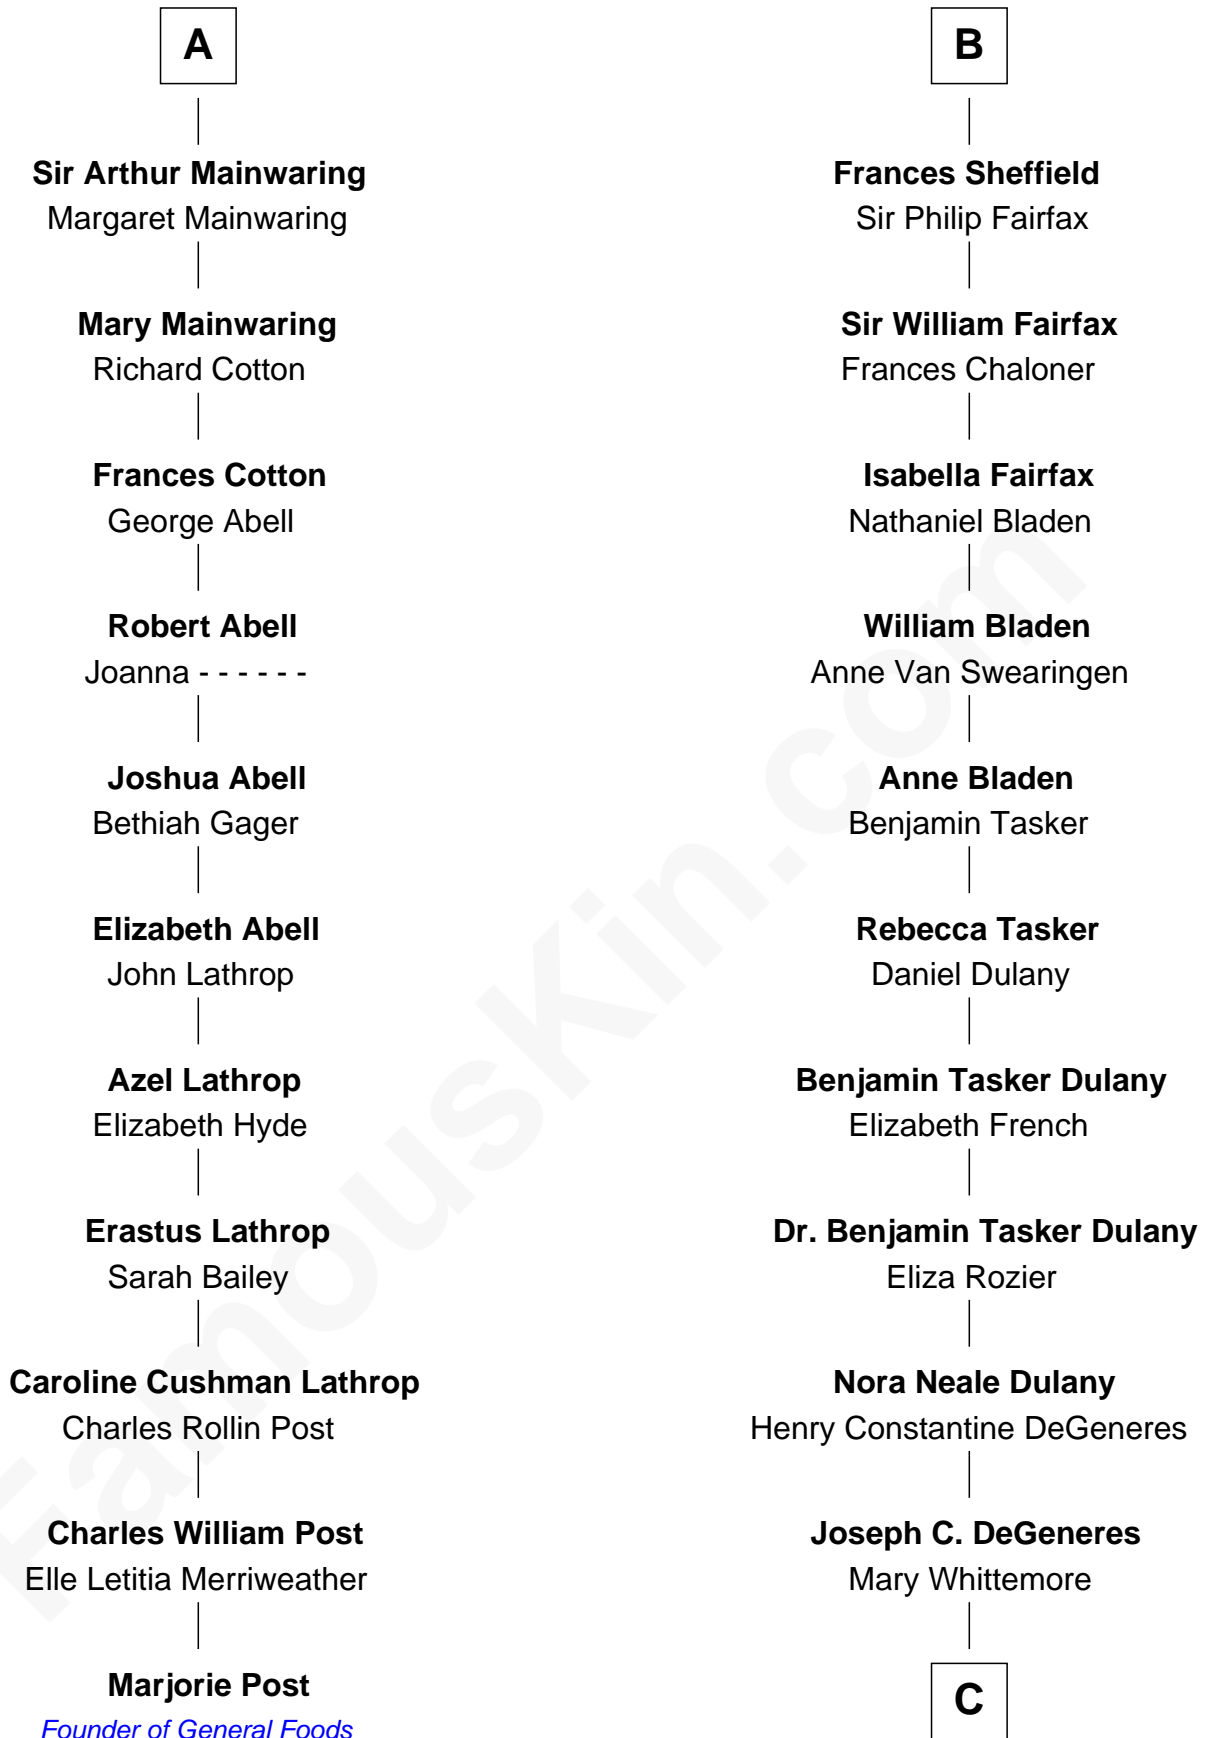 A
Sir Arthur Mainwaring
Margaret Mainwaring
Mary Mainwaring
Richard Cotton
Frances Cotton
George Abell
Robert Abell
Joanna - - - - - -
Joshua Abell
Bethiah Gager
Elizabeth Abell
John Lathrop
Azel Lathrop
Elizabeth Hyde
Erastus Lathrop
Sarah Bailey
Caroline Cushman Lathrop
Charles Rollin Post
Charles William Post
Elle Letitia Merriweather
Marjorie Post
Founder of General Foods
B
Frances Sheffield
Sir Philip Fairfax
Sir William Fairfax
Frances Chaloner
Isabella Fairfax
Nathaniel Bladen
William Bladen
Anne Van Swearingen
Anne Bladen
Benjamin Tasker
Rebecca Tasker
Daniel Dulany
Benjamin Tasker Dulany
Elizabeth French
Dr. Benjamin Tasker Dulany
Eliza Rozier
Nora Neale Dulany
Henry Constantine DeGeneres
Joseph C. DeGeneres
Mary Whittemore
C
FamousKin.com